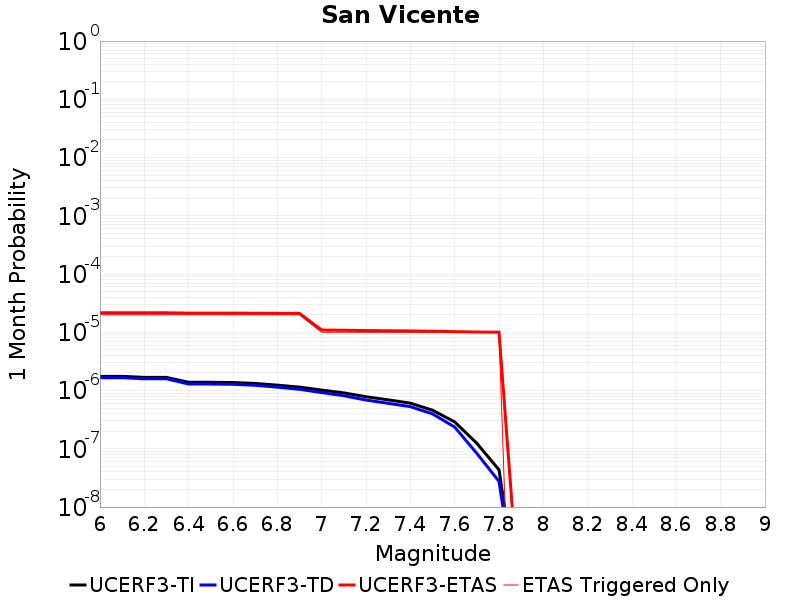 San Vicente
1 Month Probability
10^0
10^-1
10^-2
10^-3
10^-4
10^-5
10^-6
10^-7
10^-8
6 6.2 6.4 6.6 6.8 7 7.2 7.4 7.6 7.8 8 8.2 8.4 8.6 8.8 9
Magnitude
UCERF3-TI UCERF3-TD UCERF3-ETAS ETAS Triggered Only